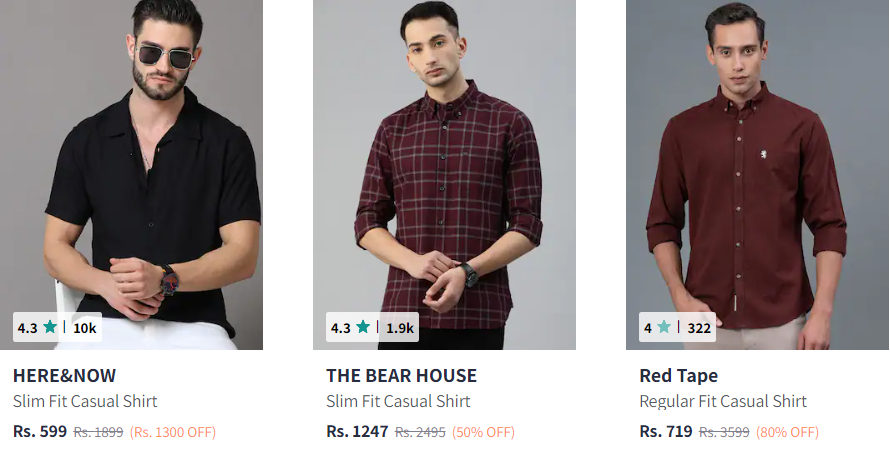 4.3 ★ | 10k
HERE&NOW
Slim Fit Casual Shirt
Rs. 599 Rs. 1899 (Rs. 1300 OFF)
4.3 ★ | 1.9k
THE BEAR HOUSE
Slim Fit Casual Shirt
Rs. 1247 Rs. 2495 (50% OFF)
4 ★ | 322
Red Tape
Regular Fit Casual Shirt
Rs. 719 Rs. 3599 (80% OFF)